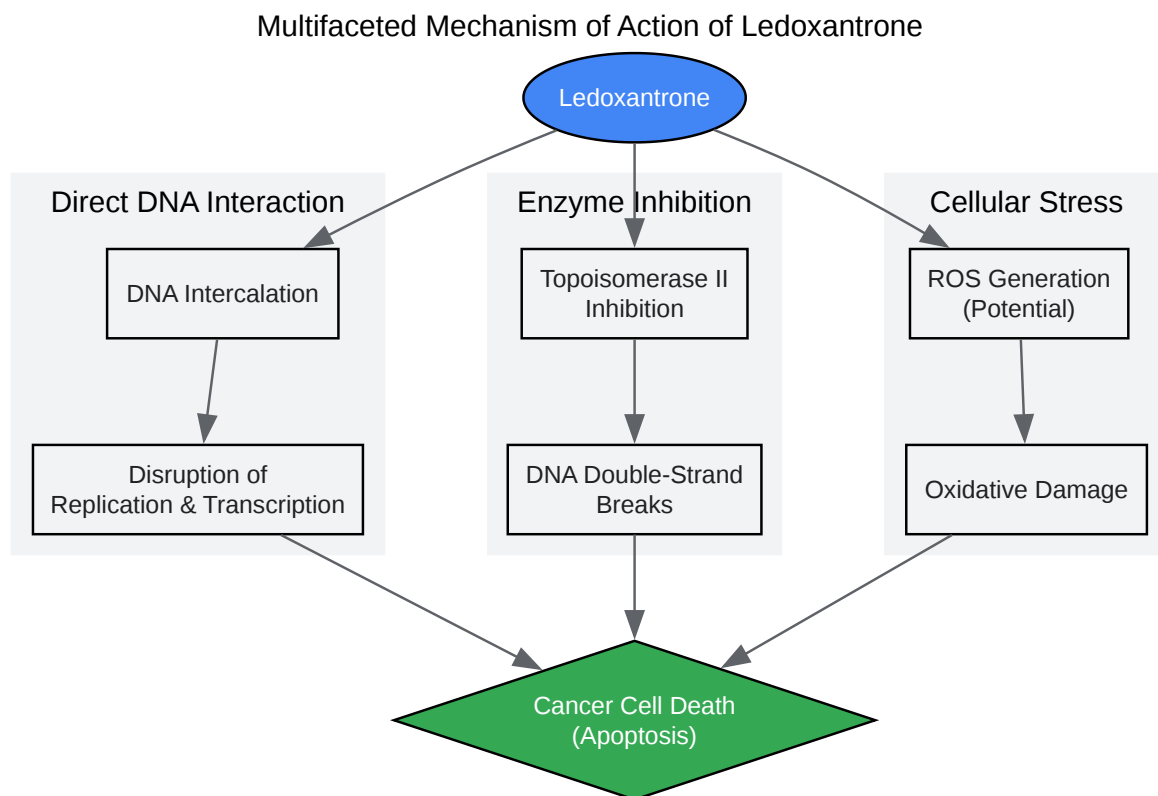 Multifaceted Mechanism of Action of Ledoxantrone
Ledoxantrone
Direct DNA Interaction
Enzyme Inhibition
Cellular Stress
DNA Intercalation
Topoisomerase II
Inhibition
ROS Generation
(Potential)
Disruption of
Replication & Transcription
DNA Double-Strand
Breaks
Oxidative Damage
Cancer Cell Death
(Apoptosis)